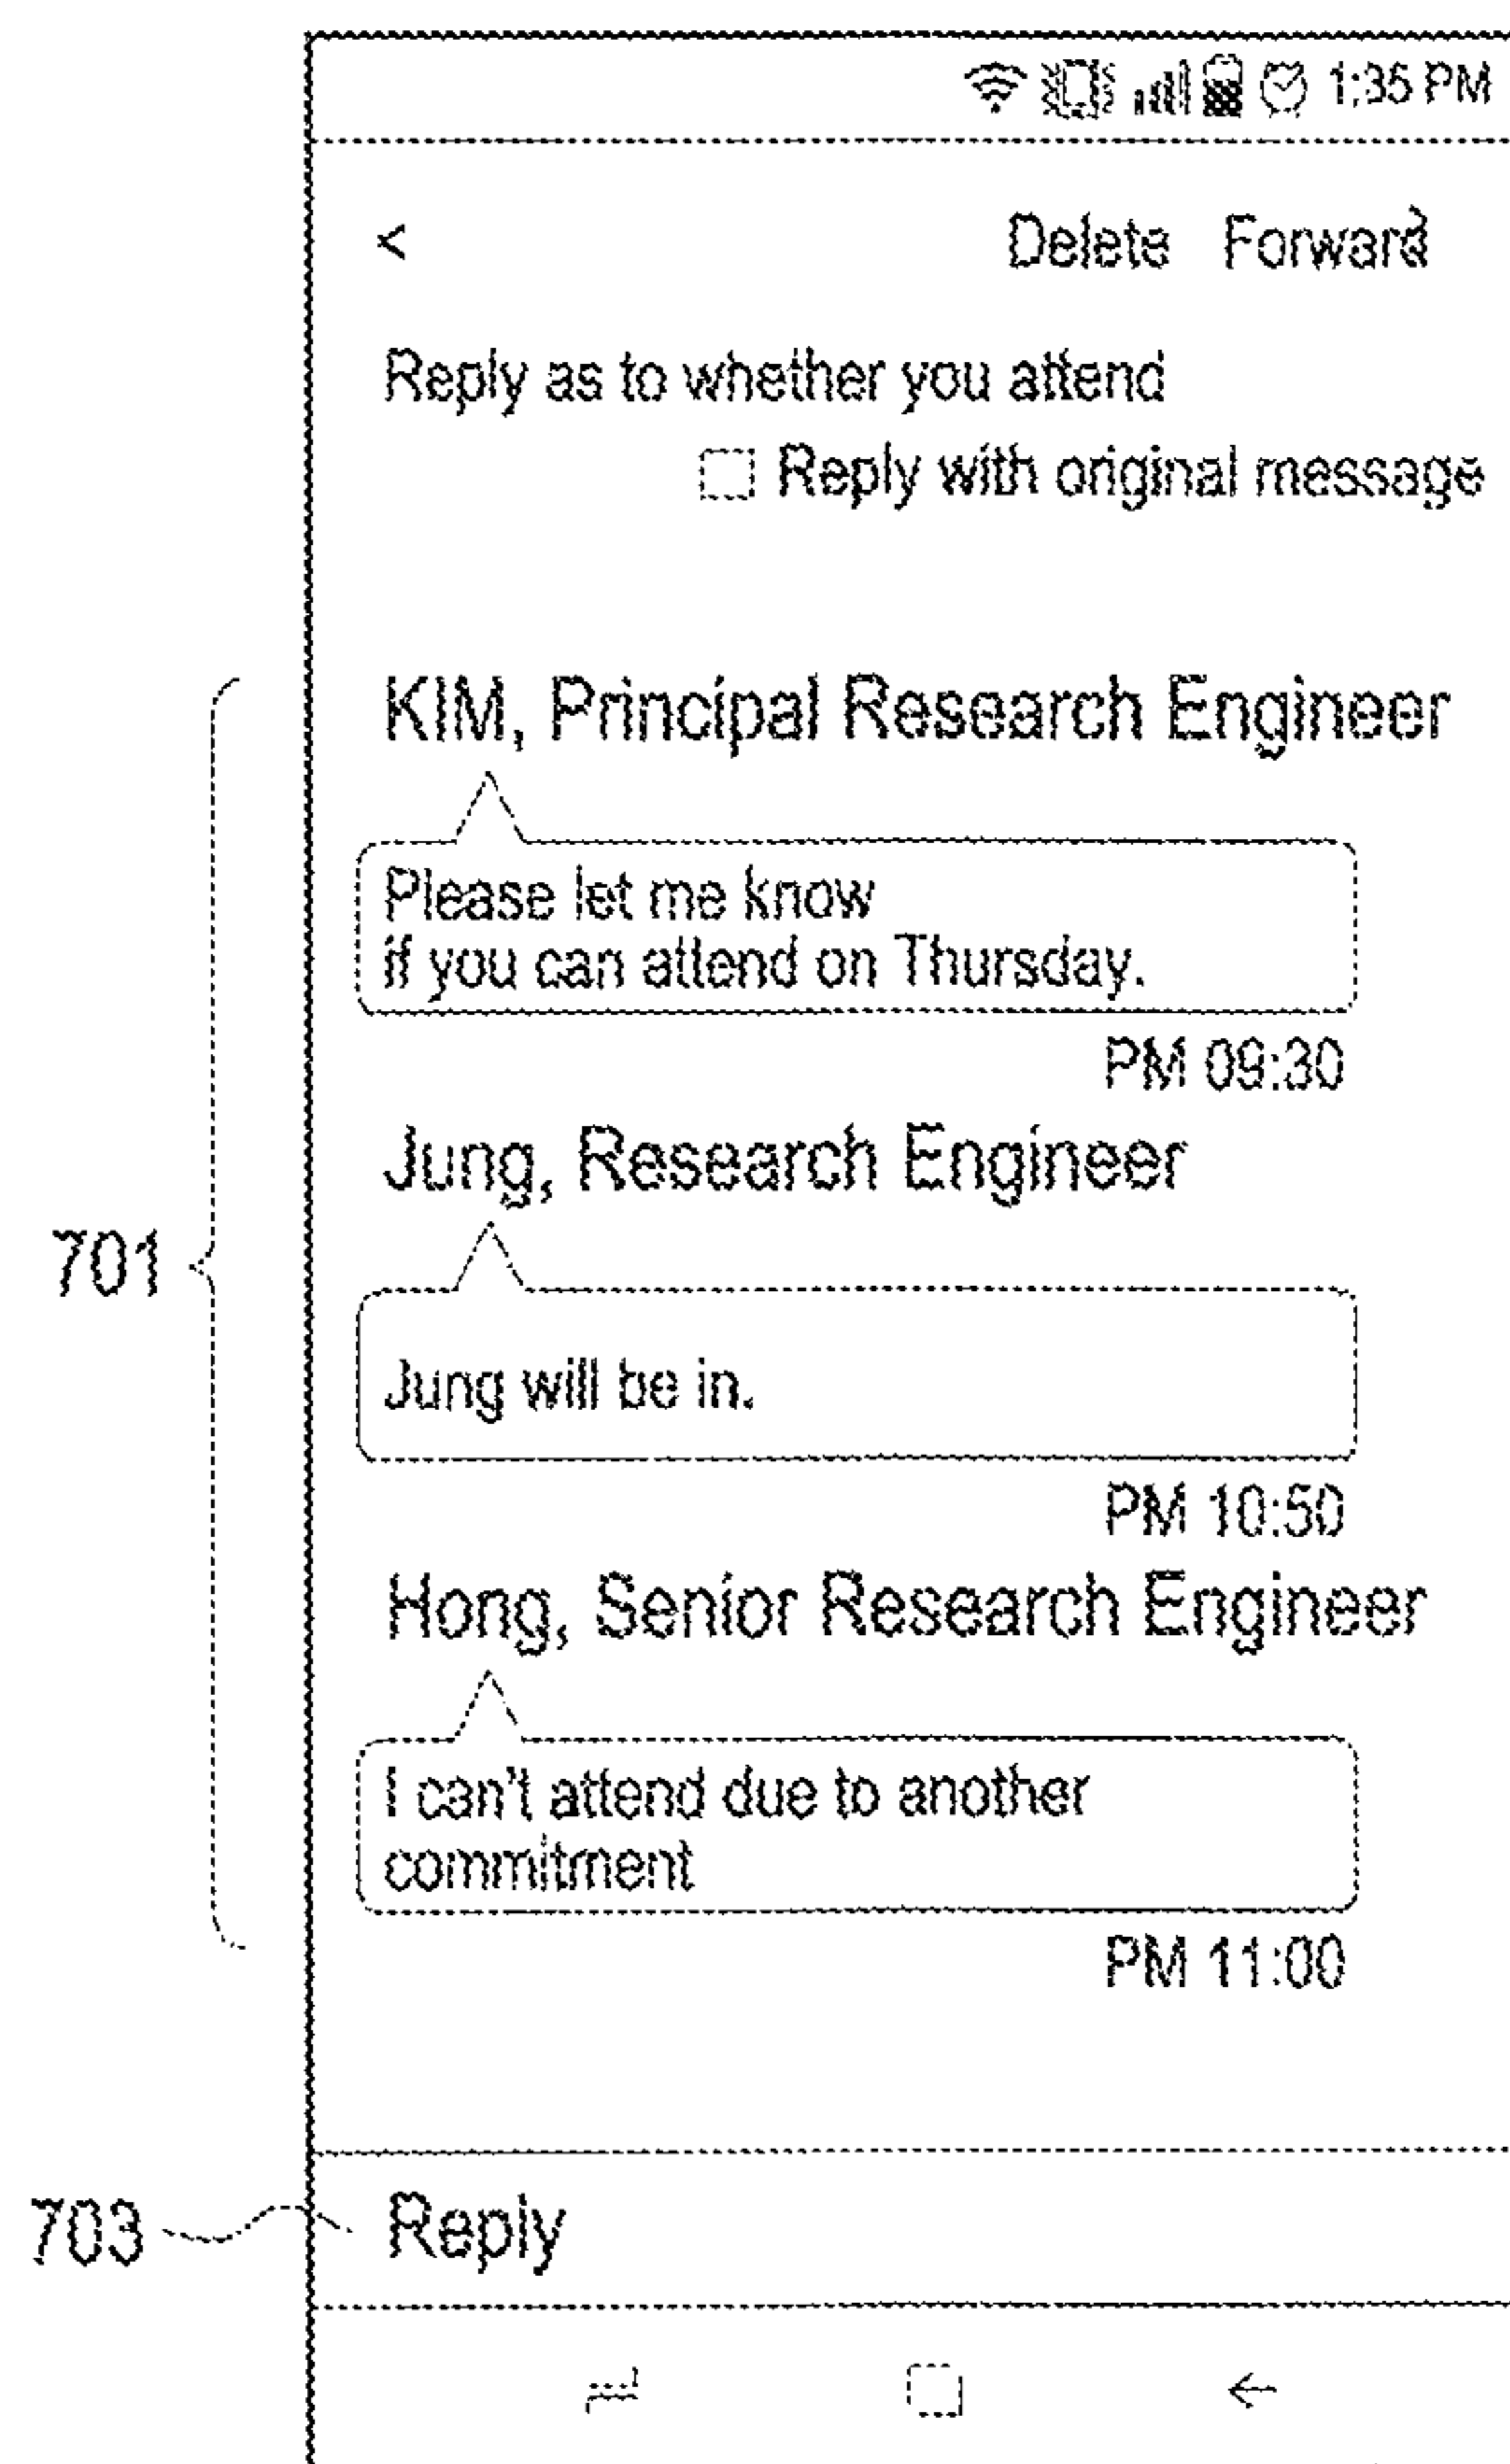 1:35 PM
< Delete Forward
Reply as to whether you attend
Reply with original message
KIM, Principal Research Engineer
Please let me know
if you can attend on Thursday.
PM 09:30
Jung, Research Engineer
701
Jung will be in.
PM 10:50
Hong, Senior Research Engineer
I can't attend due to another
commitment
PM 11:00
703 Reply